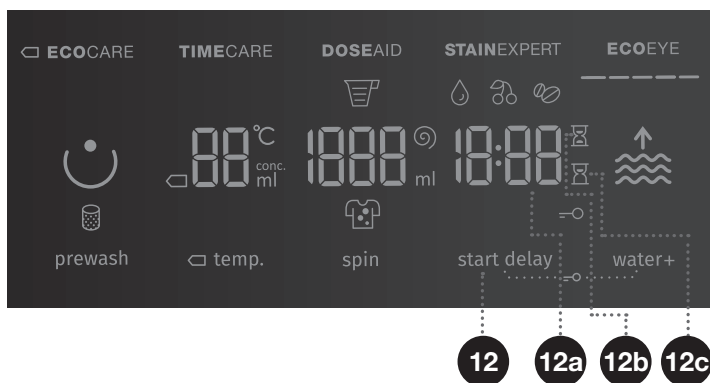 ECOCARE TIMECARE DOSEAID STAINEXPERT ECOEYE
88 °C conc. ml 1888 ml 18:88
prewash temp. spin start delay water+
12 12a 12b 12c